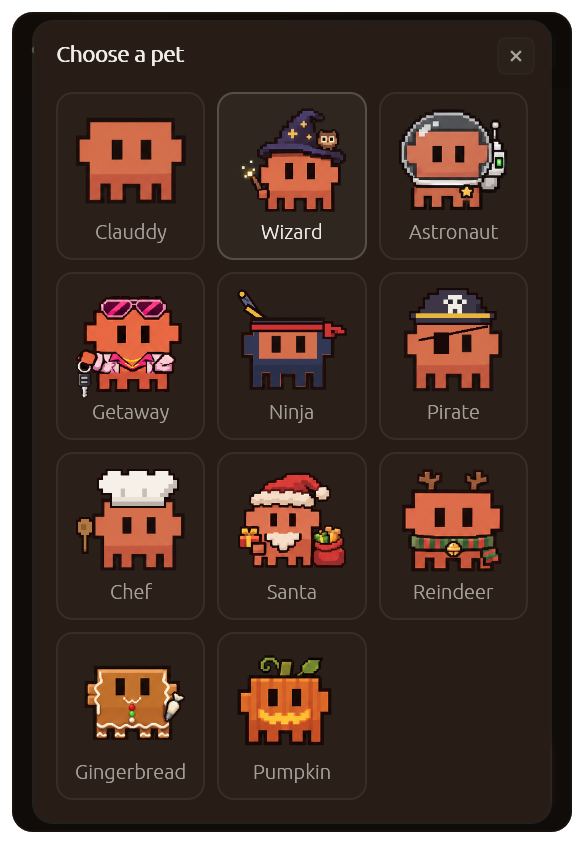 Choose a pet
Clauddy
Wizard
Astronaut
Getaway
Ninja
Pirate
Chef
Santa
Reindeer
Gingerbread
Pumpkin